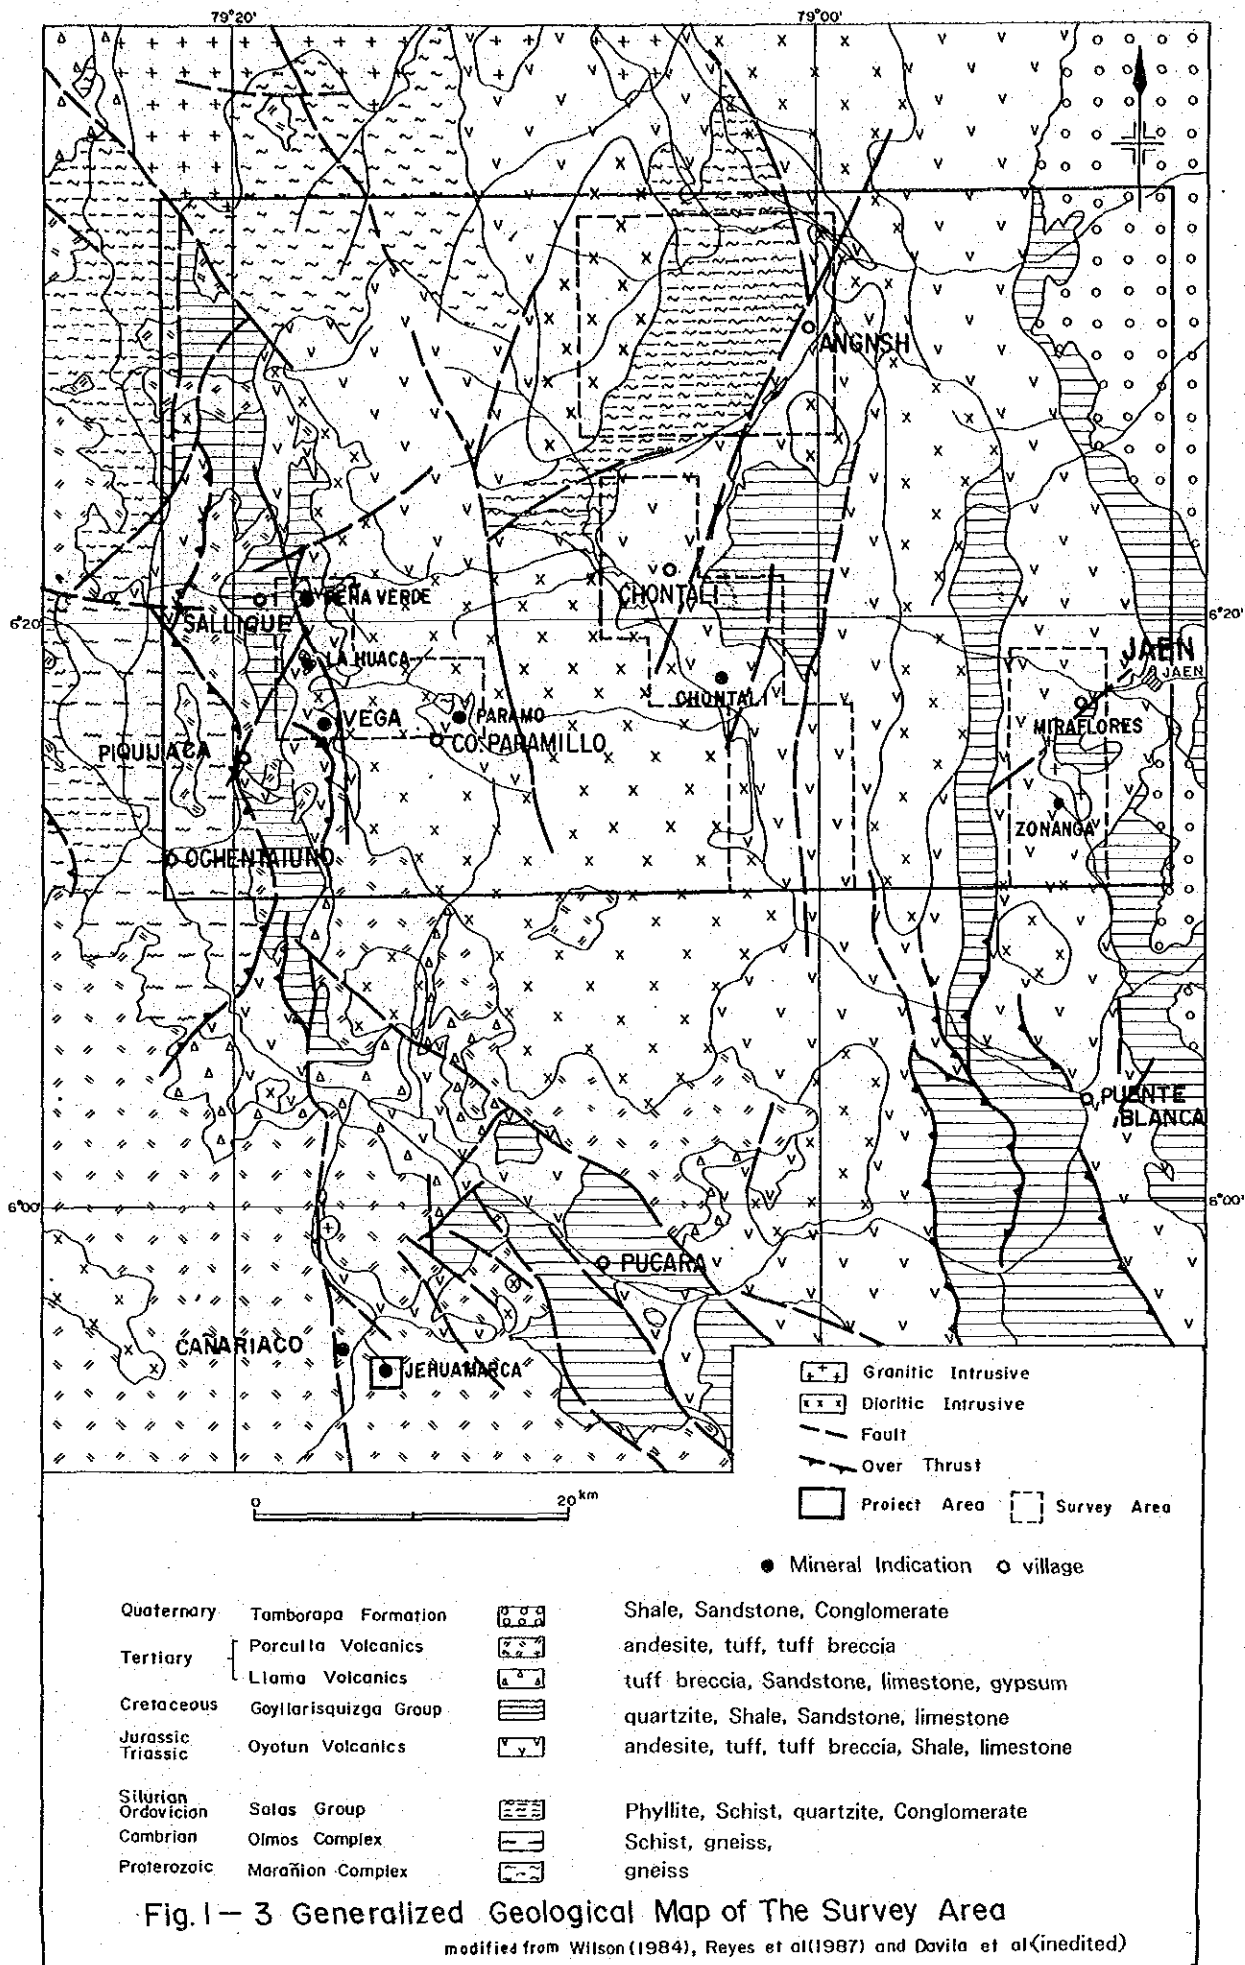 79°20'
79°00'
ANGNSH
CHONTALI
PEÑA VERDE
SALLIQUE
6°20'
6°20'
LA HUACA
JAEN
JAEN
CHONTALI
VEGA
PARAMO
MIRAFLORES
PIQUIJACA
CO. PARAMILLO
ZONANGA
OCHENTAIUNO
PUENTE
BLANCA
6°00'
6°00'
PUCARA
CAÑARIACO
JEHUAMARCA
Granitic Intrusive
Dioritic Intrusive
Fault
Over Thrust
Project Area Survey Area
0 20 km
Mineral Indication village
Quaternary Tamborapa Formation Shale, Sandstone, Conglomerate
Tertiary Porculla Volcanics andesite, tuff, tuff breccia
Llama Volcanics tuff breccia, Sandstone, limestone, gypsum
Cretaceous Goyllarisquizga Group quartzite, Shale, Sandstone, limestone
Jurassic
Triassic Oyotun Volcanics andesite, tuff, tuff breccia, Shale, limestone
Silurian
Ordovician Salas Group Phyllite, Schist, quartzite, Conglomerate
Cambrian Olmos Complex Schist, gneiss,
Proterozoic Marañion Complex gneiss
Fig. 1-3 Generalized Geological Map of The Survey Area
modified from Wilson(1984), Reyes et al(1987) and Davila et al(inedited)